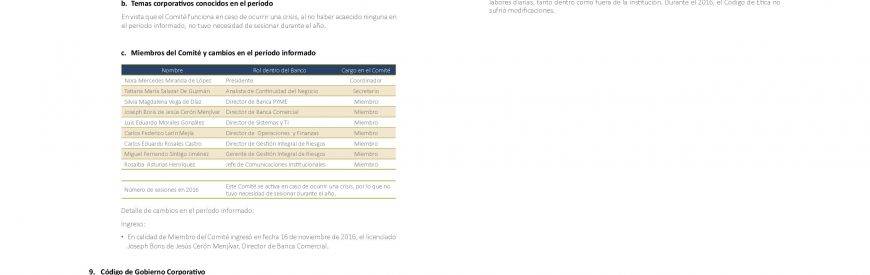 b. Temas corporativos conocidos en el período
En vista que el Comité funciona en caso de ocurrir una crisis, al no haber acaecido ninguna en
el período informado, no tuvo necesidad de sesionar durante el año.
c. Miembros del Comité y cambios en el período informado
Nombre Rol dentro del Banco Cargo en el Comité
Nora Mercedes Miranda de López Presidente Coordinador
Tatiana María Salazar De Guzmán Analista de Continuidad del Negocio Secretario
Silvia Magdalena Vega de Díaz Director de Banca PYME Miembro
Joseph Boris de Jesús Cerón Menjívar Director de Banca Comercial Miembro
Luis Eduardo Morales González Director de Sistemas y TI Miembro
Carlos Federico Larín Mejía Director de Operaciones y Finanzas Miembro
Carlos Eduardo Rosales Castro Director de Gestión Integral de Riesgos Miembro
Miguel Fernando Síntigo Jiménez Gerente de Gestión Integral de Riesgos Miembro
Rosalba Asturias Henríquez Jefe de Comunicaciones Institucionales Miembro
Número de sesiones en 2016 Este Comité se activa en caso de ocurrir una crisis, por lo que no
tuvo necesidad de sesionar durante el año.
Detalle de cambios en el período informado:
Ingreso:
• En calidad de Miembro del Comité ingresó en fecha 16 de noviembre de 2016, el licenciado
Joseph Boris de Jesús Cerón Menjívar, Director de Banca Comercial.
9. Código de Gobierno Corporativo
labores diarias, tanto dentro como fuera de la institución. Durante el 2016, el Código de Ética no
sufrió modificaciones.